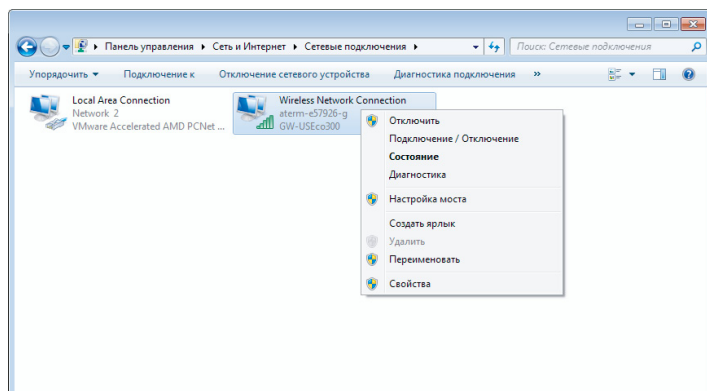 Панель управления ▸ Сеть и Интернет ▸ Сетевые подключения ▸
Поиск: Сетевые подключения
Упорядочить ▾ Подключение к Отключение сетевого устройства Диагностика подключения »
Local Area Connection
Network 2
VMware Accelerated AMD PCNet ...
Wireless Network Connection
aterm-e57926-g
GW-USEco300
Отключить
Подключение / Отключение
Состояние
Диагностика
Настройка моста
Создать ярлык
Удалить
Переименовать
Свойства